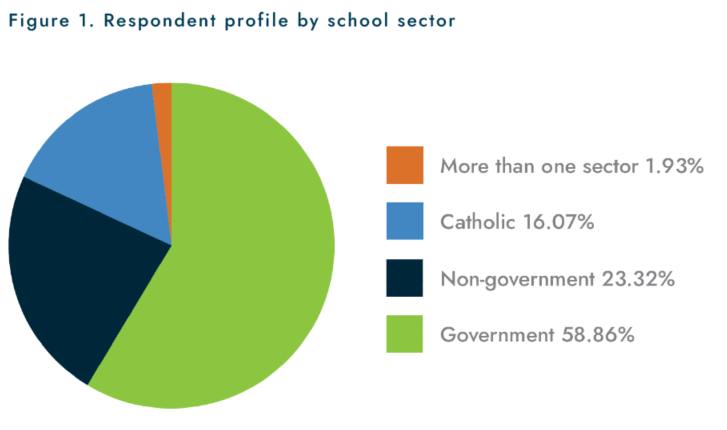 Figure 1. Respondent profile by school sector
More than one sector 1.93%
Catholic 16.07%
Non-government 23.32%
Government 58.86%